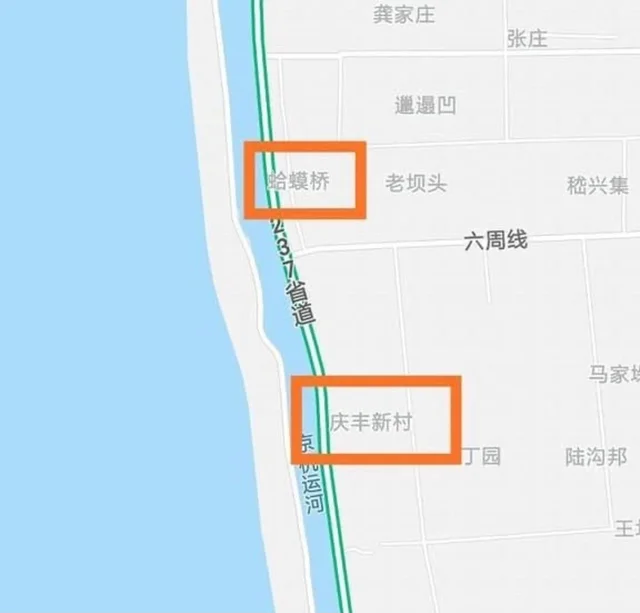 龚家庄
张庄
邋遢凹
蛤蟆桥
老坝头
嵇兴集
六周线
237省道
庆丰新村
马家垛
丁园
陆沟邦
京杭运河
王